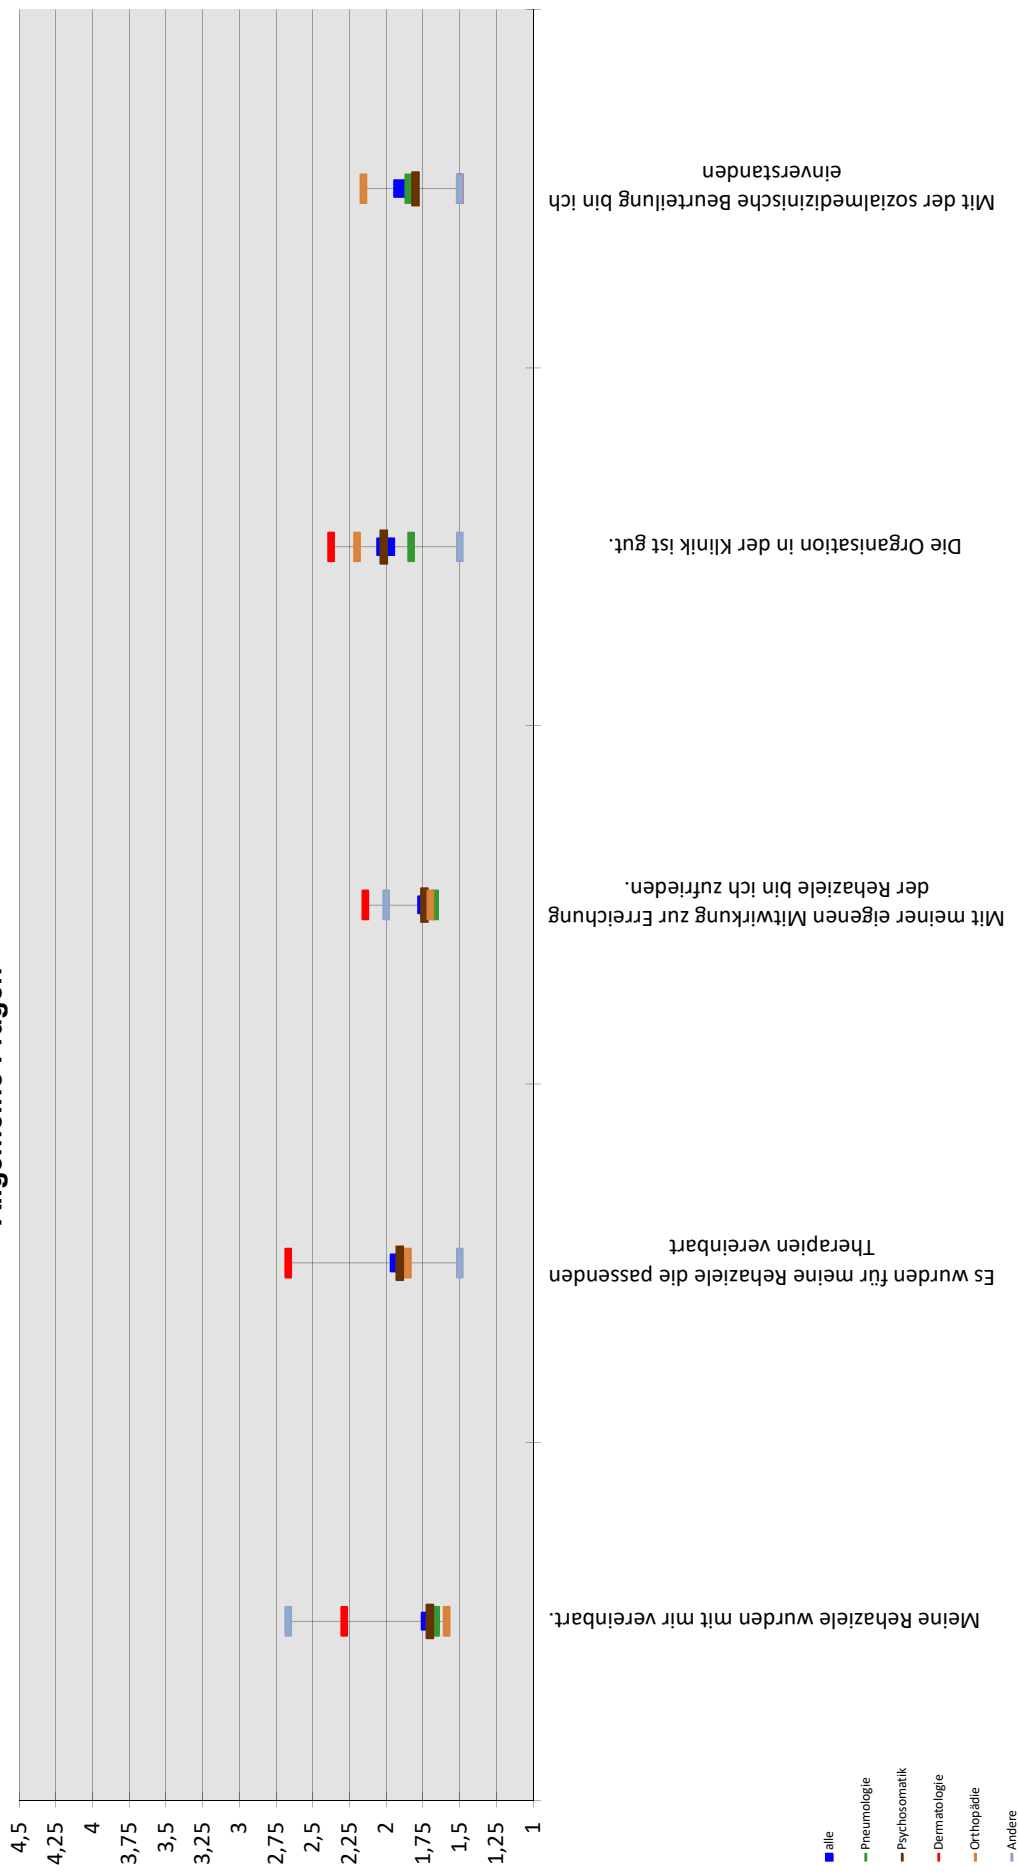 Allgemeine Fragen
4,5
4,25
4
3,75
3,5
3,25
3
2,75
2,5
2,25
2
1,75
1,5
1,25
1
Meine Rehaziele wurden mit mir vereinbart.
Es wurden für meine Rehaziele die passenden
Therapien vereinbart
Mit meiner eigenen Mitwirkung zur Erreichung
der Rehaziele bin ich zufrieden.
Die Organisation in der Klinik ist gut.
Mit der sozialmedizinische Beurteilung bin ich
einverstanden
alle
Pneumologie
Psychosomatik
Dermatologie
Orthopädie
Andere